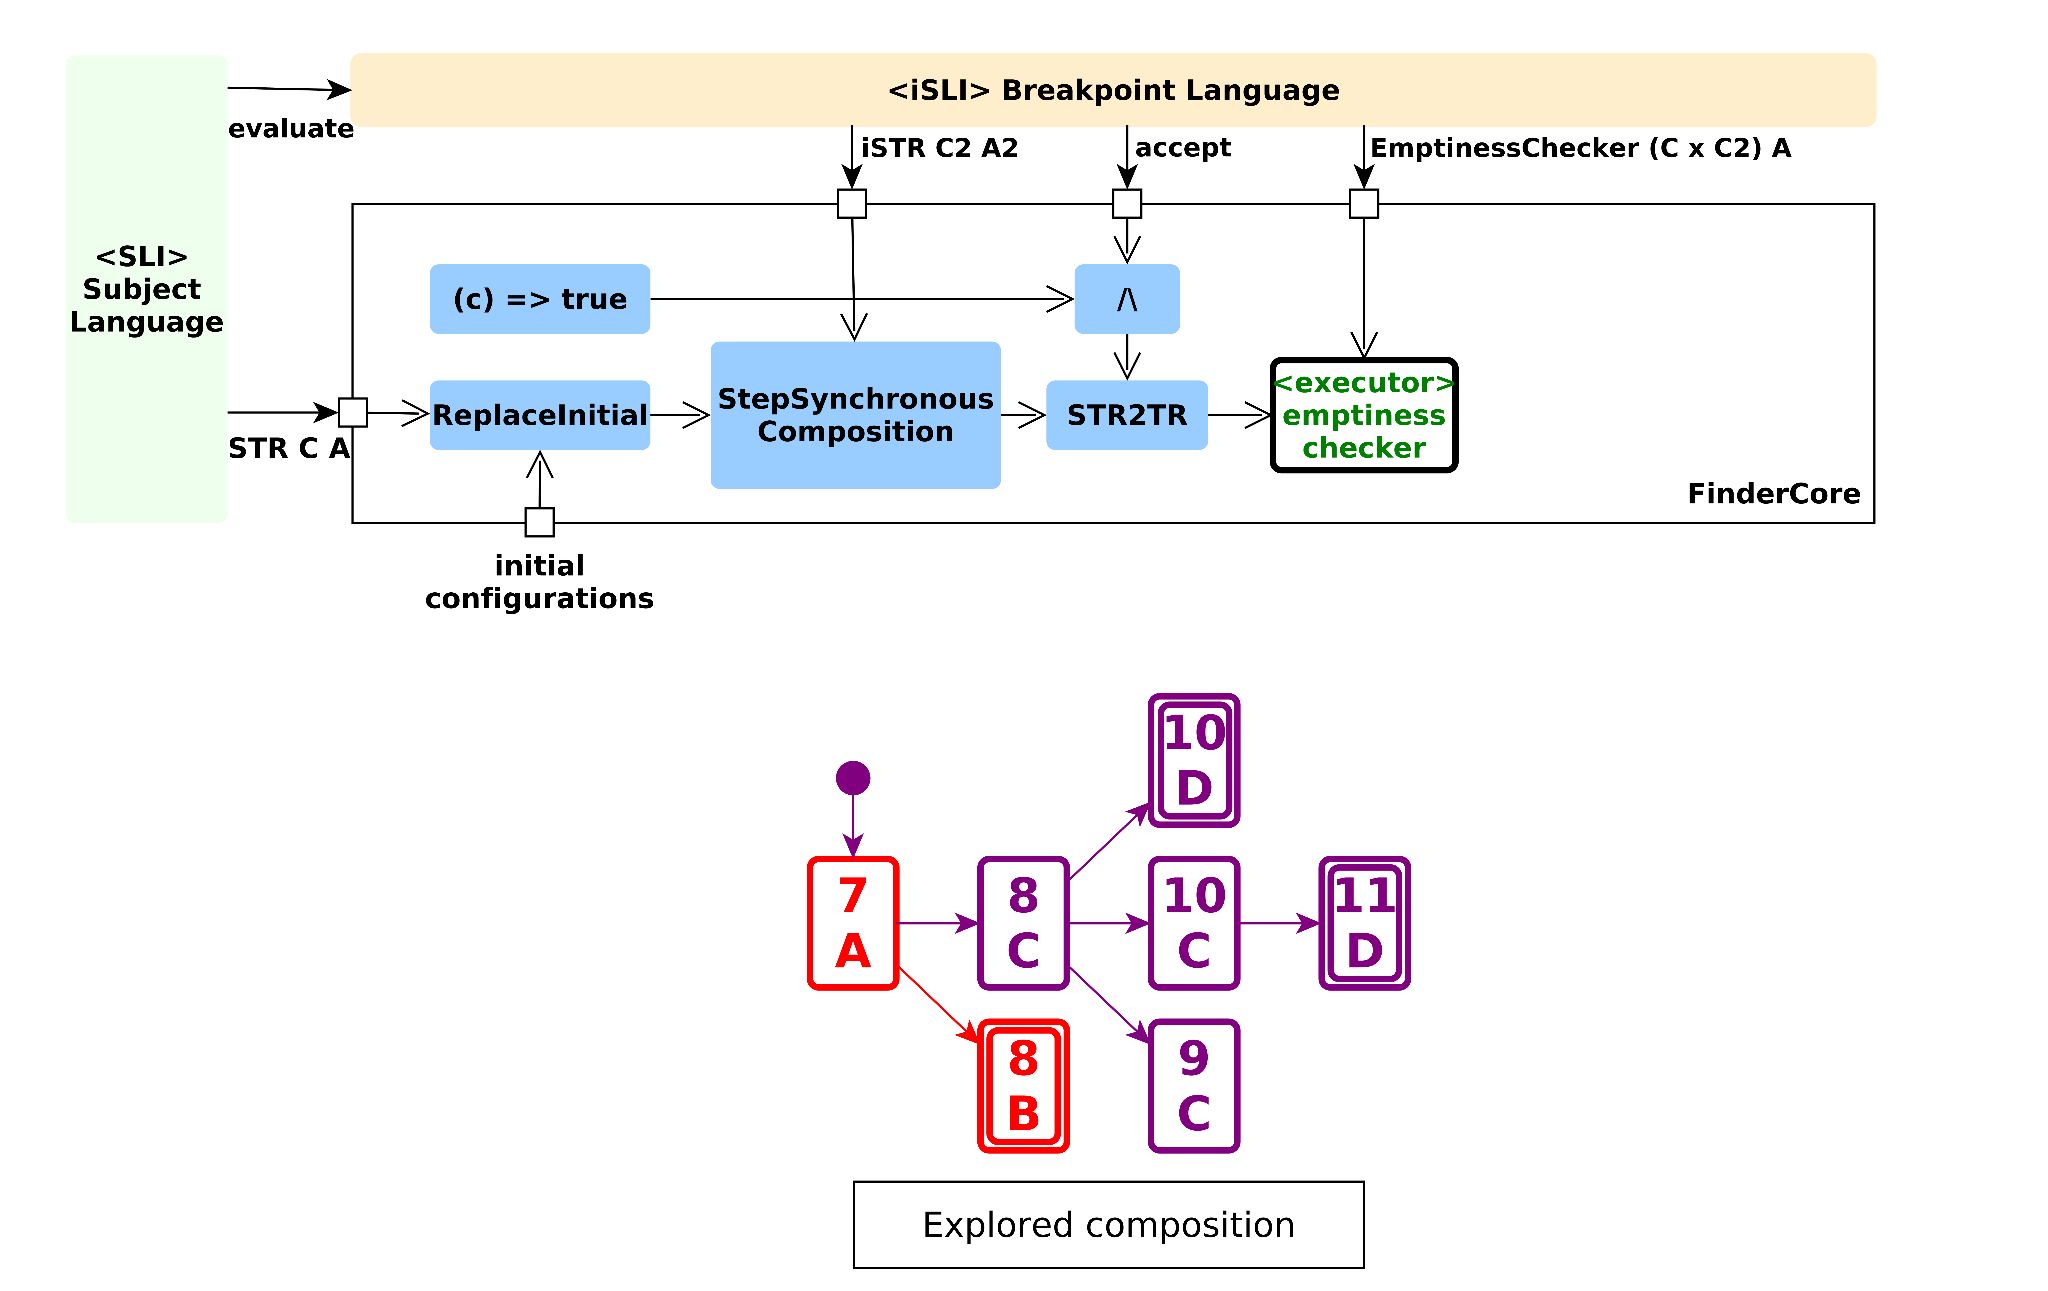 <iSLI> Breakpoint Language
evaluate
iSTR C2 A2
accept
EmptinessChecker (C x C2) A
<SLI>
Subject
Language
(c) => true
/\
ReplaceInitial
StepSynchronous
Composition
STR2TR
<executor>
emptiness
checker
STR C A
FinderCore
initial
configurations
10
D
7
A
8
C
10
C
11
D
8
B
9
C
Explored composition